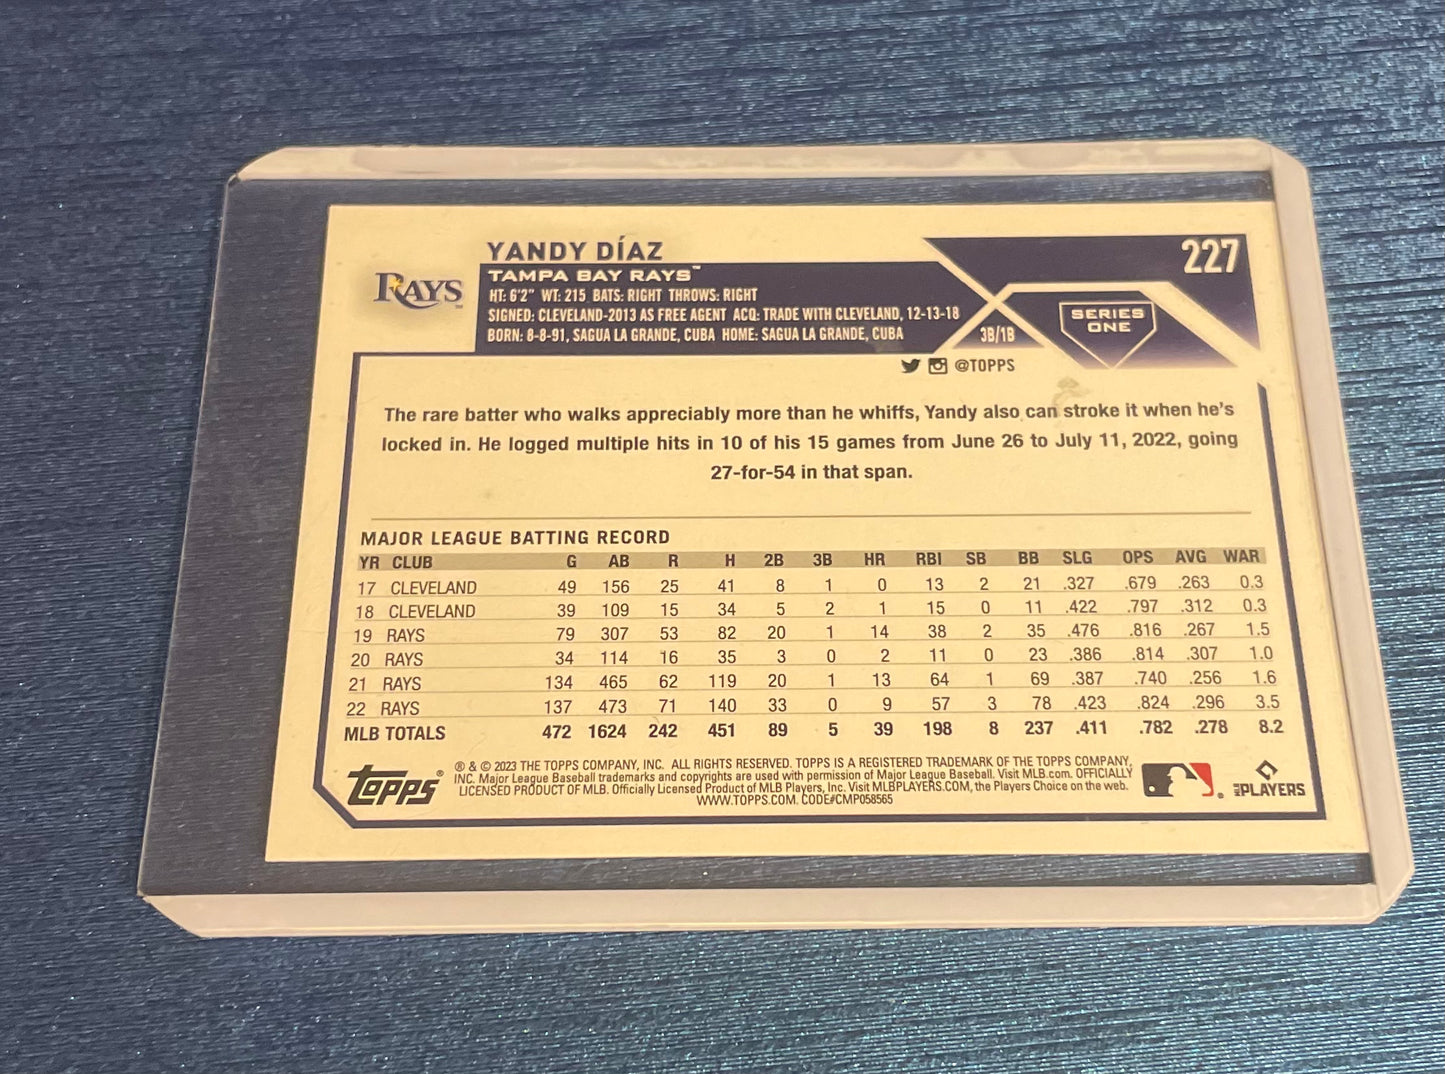 YANDY DÍAZ
227
RAYS
TAMPA BAY RAYS™
HT: 6'2" WT: 215 BATS: RIGHT THROWS: RIGHT
SIGNED: CLEVELAND-2013 AS FREE AGENT ACQ: TRADE WITH CLEVELAND, 12-13-18
BORN: 8-8-91, SAGUA LA GRANDE, CUBA HOME: SAGUA LA GRANDE, CUBA
3B/1B
SERIES
ONE
@TOPPS
The rare batter who walks appreciably more than he whiffs, Yandy also can stroke it when he's
locked in. He logged multiple hits in 10 of his 15 games from June 26 to July 11, 2022, going
27-for-54 in that span.
MAJOR LEAGUE BATTING RECORD
YR CLUB G AB R H 2B 3B HR RBI SB BB SLG OPS AVG WAR
17 CLEVELAND 49 156 25 41 8 1 0 13 2 21 .327 .679 .263 0.3
18 CLEVELAND 39 109 15 34 5 2 1 15 0 11 .422 .797 .312 0.3
19 RAYS 79 307 53 82 20 1 14 38 2 35 .476 .816 .267 1.5
20 RAYS 34 114 16 35 3 0 2 11 0 23 .386 .814 .307 1.0
21 RAYS 134 465 62 119 20 1 13 64 1 69 .387 .740 .256 1.6
22 RAYS 137 473 71 140 33 0 9 57 3 78 .423 .824 .296 3.5
MLB TOTALS 472 1624 242 451 89 5 39 198 8 237 .411 .782 .278 8.2
topps®
® & © 2023 THE TOPPS COMPANY, INC. ALL RIGHTS RESERVED. TOPPS IS A REGISTERED TRADEMARK OF THE TOPPS COMPANY,
INC. Major League Baseball trademarks and copyrights are used with permission of Major League Baseball. Visit MLB.com. OFFICIALLY
LICENSED PRODUCT OF MLB. Officially Licensed Product of MLB Players, Inc. Visit MLBPLAYERS.COM, the Players Choice on the web.
WWW.TOPPS.COM. CODE#CMP058565
MLB PLAYERS